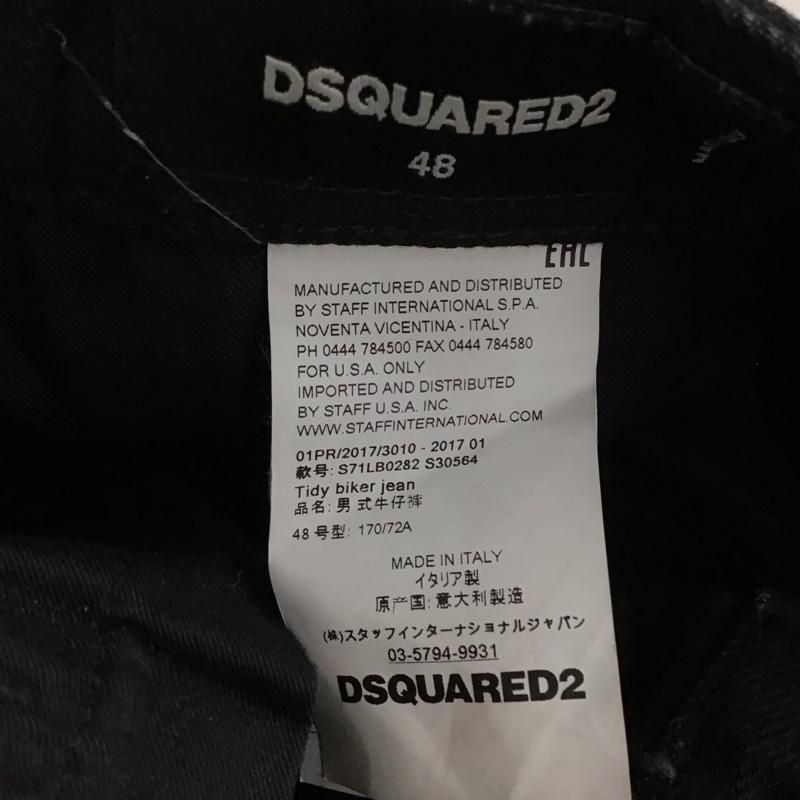 DSQUARED2
48
EAC
MANUFACTURED AND DISTRIBUTED
BY STAFF INTERNATIONAL S.P.A.
NOVENTA VICENTINA - ITALY
PH 0444 784500 FAX 0444 784580
FOR U.S.A. ONLY
IMPORTED AND DISTRIBUTED
BY STAFF U.S.A. INC.
WWW.STAFFINTERNATIONAL.COM
01PR/2017/3010 - 2017 01
款号: S71LB0282 S30564
Tidy biker jean
品名: 男 式牛仔裤
48 号型: 170/72A
MADE IN ITALY
イタリア製
原产国: 意大利製造
(株)スタッフインターナショナルジャパン
03-5794-9931
DSQUARED2